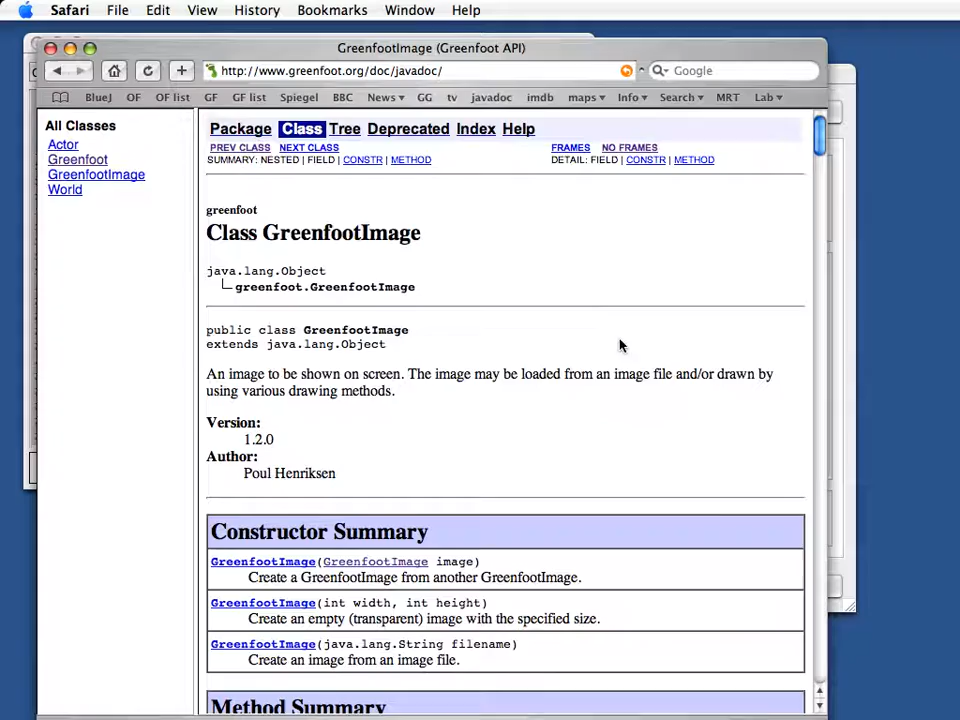 Safari File Edit View History Bookmarks Window Help
GreenfootImage (Greenfoot API)
http://www.greenfoot.org/doc/javadoc/
Google
BlueJ OF OF list GF GF list Spiegel BBC News GG tv javadoc imdb maps Info Search MRT Lab
All Classes
Actor
Greenfoot
GreenfootImage
World
Package Class Tree Deprecated Index Help
PREV CLASS NEXT CLASS
FRAMES NO FRAMES
SUMMARY: NESTED | FIELD | CONSTR | METHOD
DETAIL: FIELD | CONSTR | METHOD
greenfoot
Class GreenfootImage
java.lang.Object
greenfoot.GreenfootImage
public class GreenfootImage
extends java.lang.Object
An image to be shown on screen. The image may be loaded from an image file and/or drawn by
using various drawing methods.
Version:
1.2.0
Author:
Poul Henriksen
Constructor Summary
GreenfootImage(GreenfootImage image)
Create a GreenfootImage from another GreenfootImage.
GreenfootImage(int width, int height)
Create an empty (transparent) image with the specified size.
GreenfootImage(java.lang.String filename)
Create an image from an image file.
Method Summary